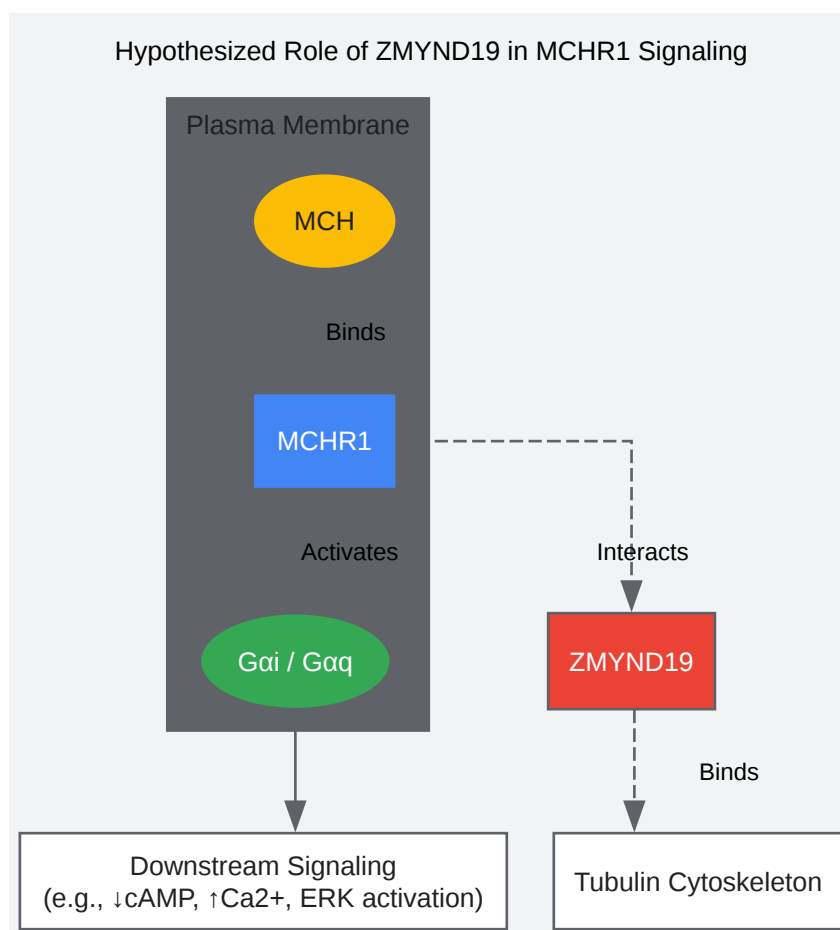 Hypothesized Role of ZMYND19 in MCHR1 Signaling
Plasma Membrane
MCH
Binds
MCHR1
Activates
Interacts
Gαi / Gαq
ZMYND19
Binds
Downstream Signaling
(e.g., ↓cAMP, ↑Ca2+, ERK activation)
Tubulin Cytoskeleton